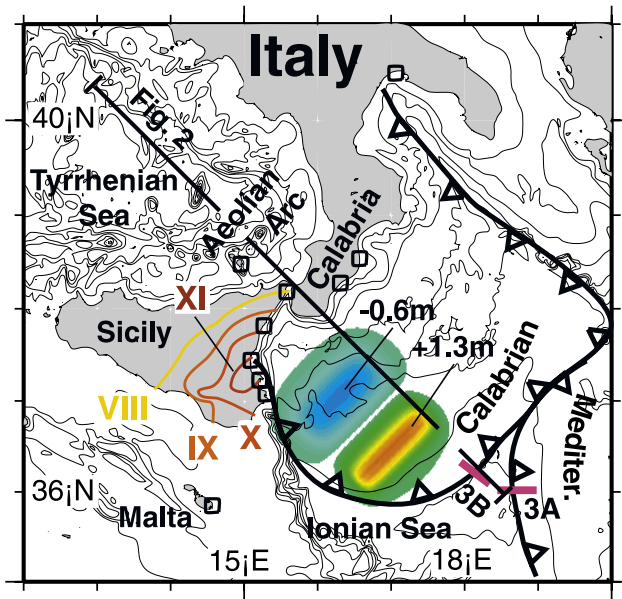 Italy
Fig. 2
40¡N
Tyrrhenian
Sea
Aeolian
Arc
Calabria
XI
Sicily
-0.6m
+1.3m
Calabrian
VIII
IX
X
Mediter.
36¡N
3B
3A
Malta
Ionian Sea
15¡E
18¡E